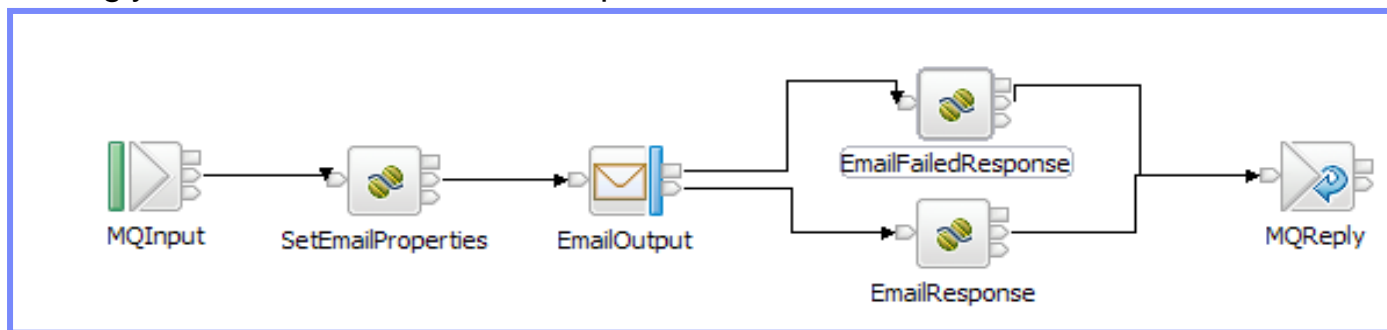 EmailFailedResponse
MQInput
SetEmailProperties
EmailOutput
MQReply
EmailResponse